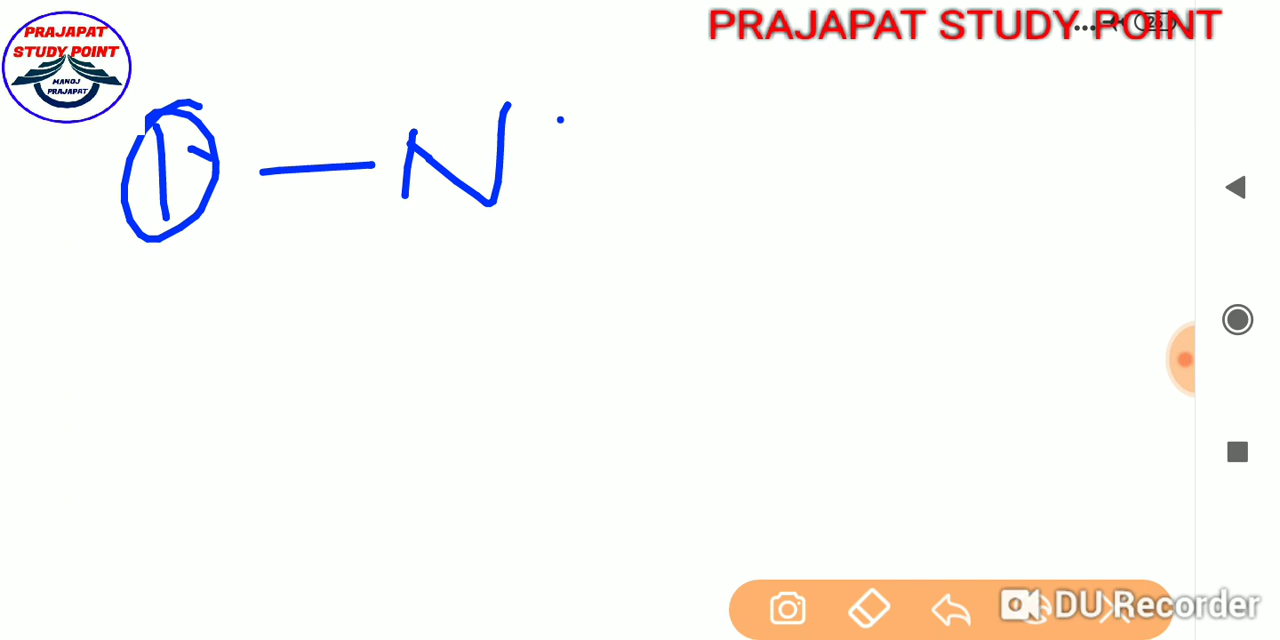 PRAJAPAT STUDY POINT
PRAJAPAT
STUDY POINT
MANOJ
PRAJAPAT
— N
DU Recorder